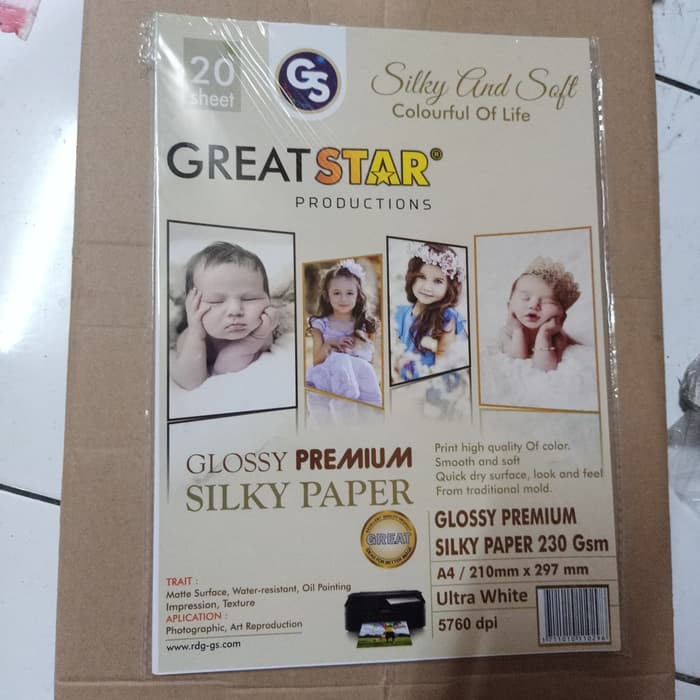 20
sheet
GS
Silky And Soft
Colourful Of Life
GREATSTAR®
PRODUCTIONS
GLOSSY PREMIUM
SILKY PAPER
Print high quality Of color.
Smooth and soft
Quick dry surface, look and feel
From traditional mold.
GREAT
GLOSSY PREMIUM
SILKY PAPER 230 Gsm
A4 / 210mm x 297 mm
Ultra White
5760 dpi
TRAIT :
Matte Surface, Water-resistant, Oil Painting
Impression, Texture
APLICATION :
Photographic, Art Reproduction
www.rdg-gs.com